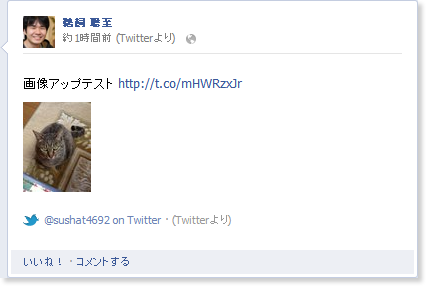 鵜飼 聡至
約1時間前 (Twitterより)
画像アップテスト http://t.co/mHWRzxJr
@sushat4692 on Twitter・(Twitterより)
いいね！・コメントする